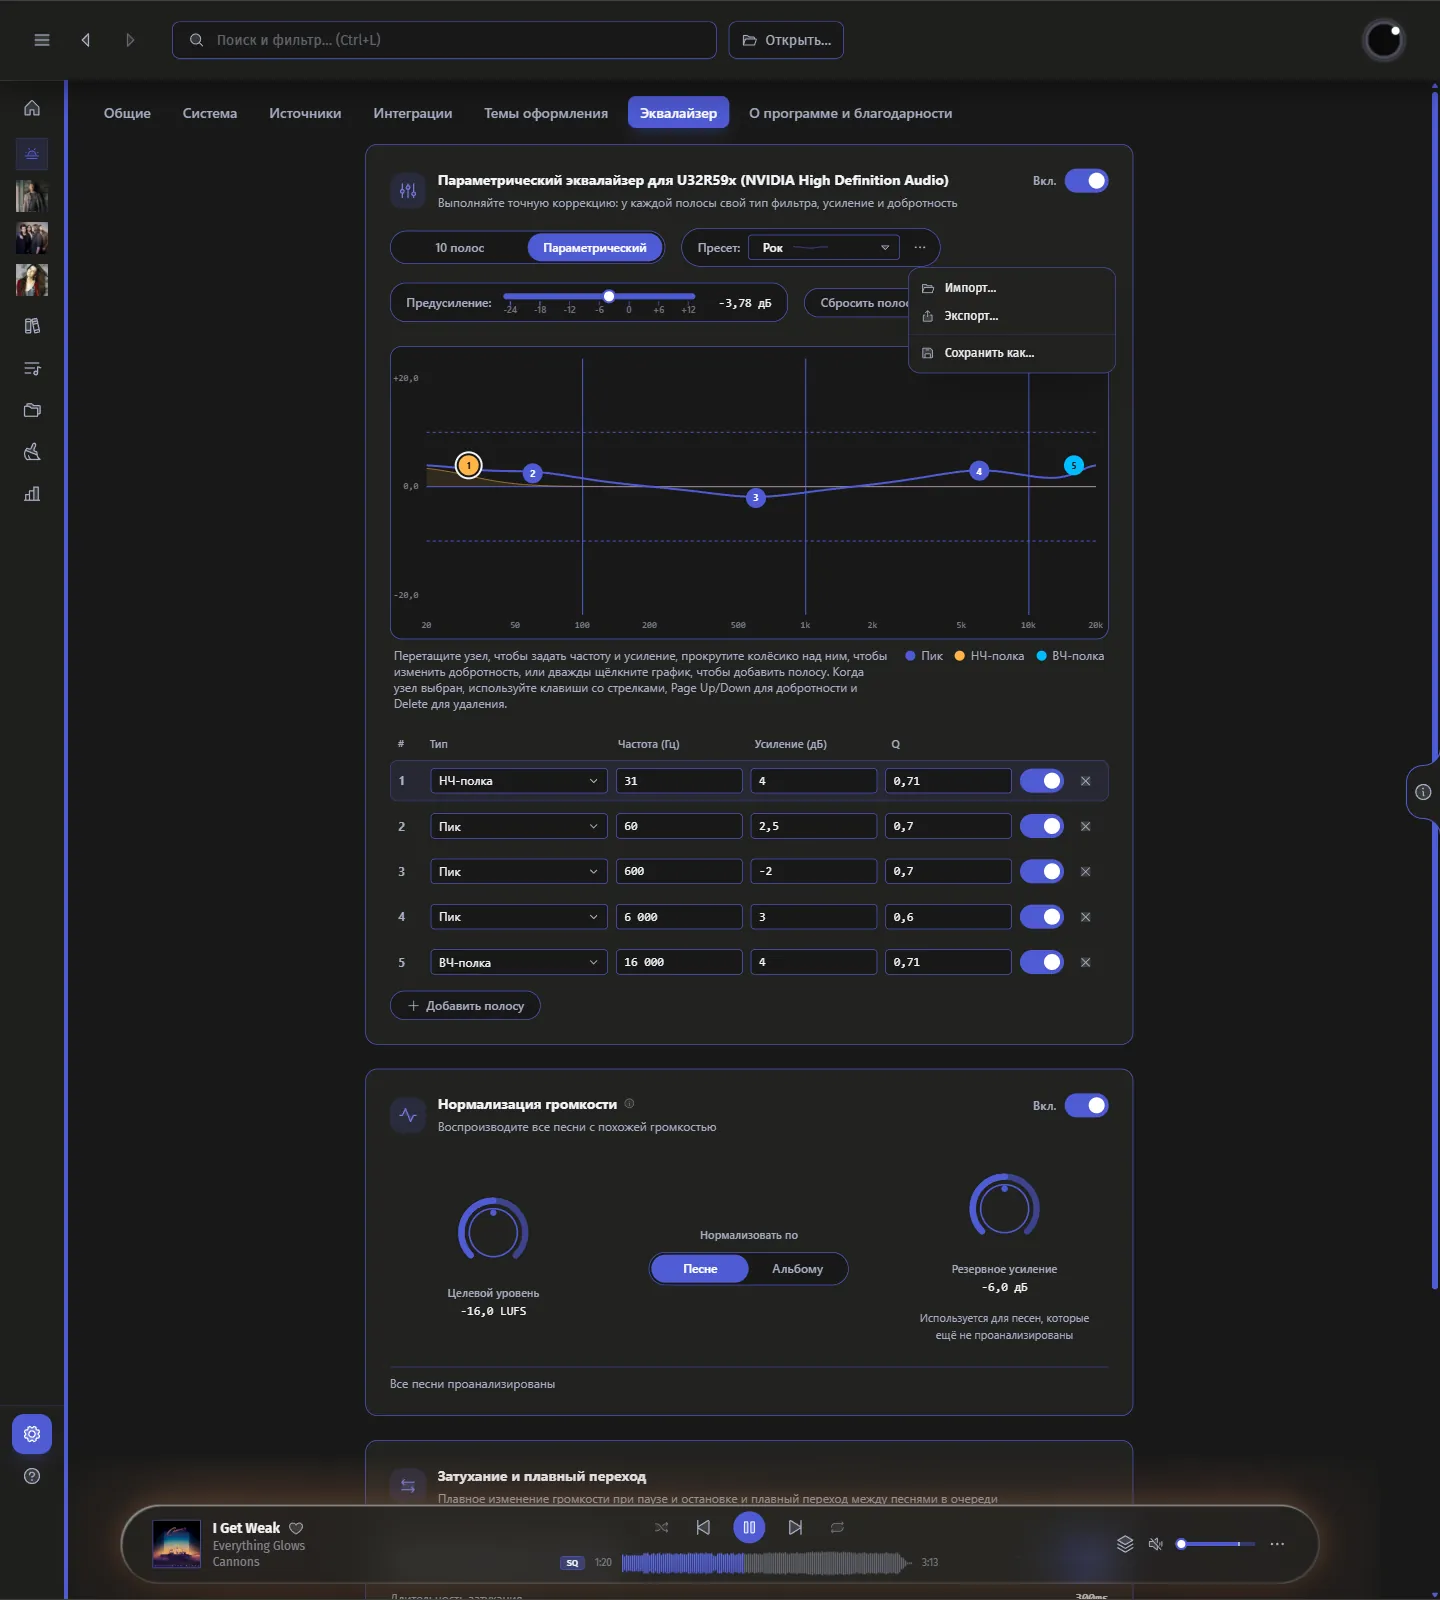 Поиск и фильтр... (Ctrl+L)
Открыть...
Общие
Система
Источники
Интеграции
Темы оформления
Эквалайзер
О программе и благодарности
Параметрический эквалайзер для U32R59x (NVIDIA High Definition Audio)
Вкл.
Выполняйте точную коррекцию: у каждой полосы свой тип фильтра, усиление и добротность
10 полос
Параметрический
Пресет:
Рок
Импорт...
Экспорт...
Сохранить как...
Предусиление:
-24 -18 -12 -6 0 +6 +12
-3,78 дБ
Сбросить полос
+20,0
0,0
-20,0
1
2
3
4
5
20 50 100 200 500 1k 2k 5k 10k 20k
Перетащите узел, чтобы задать частоту и усиление, прокрутите колёсико над ним, чтобы
изменить добротность, или дважды щёлкните график, чтобы добавить полосу. Когда
узел выбран, используйте клавиши со стрелками, Page Up/Down для добротности и
Delete для удаления.
Пик
НЧ-полка
ВЧ-полка
# Тип Частота (Гц) Усиление (дБ) Q
1 НЧ-полка 31 4 0,71
2 Пик 60 2,5 0,7
3 Пик 600 -2 0,7
4 Пик 6 000 3 0,6
5 ВЧ-полка 16 000 4 0,71
Добавить полосу
Нормализация громкости
Вкл.
Воспроизводите все песни с похожей громкостью
Целевой уровень
-16,0 LUFS
Нормализовать по
Песне
Альбому
Резервное усиление
-6,0 дБ
Используется для песен, которые
ещё не проанализированы
Все песни проанализированы
Затухание и плавный переход
Плавное изменение громкости при паузе и остановке и плавный переход между песнями в очереди
I Get Weak
Everything Glows
Cannons
SQ
1:20
3:13
Длительность затухания
300ms